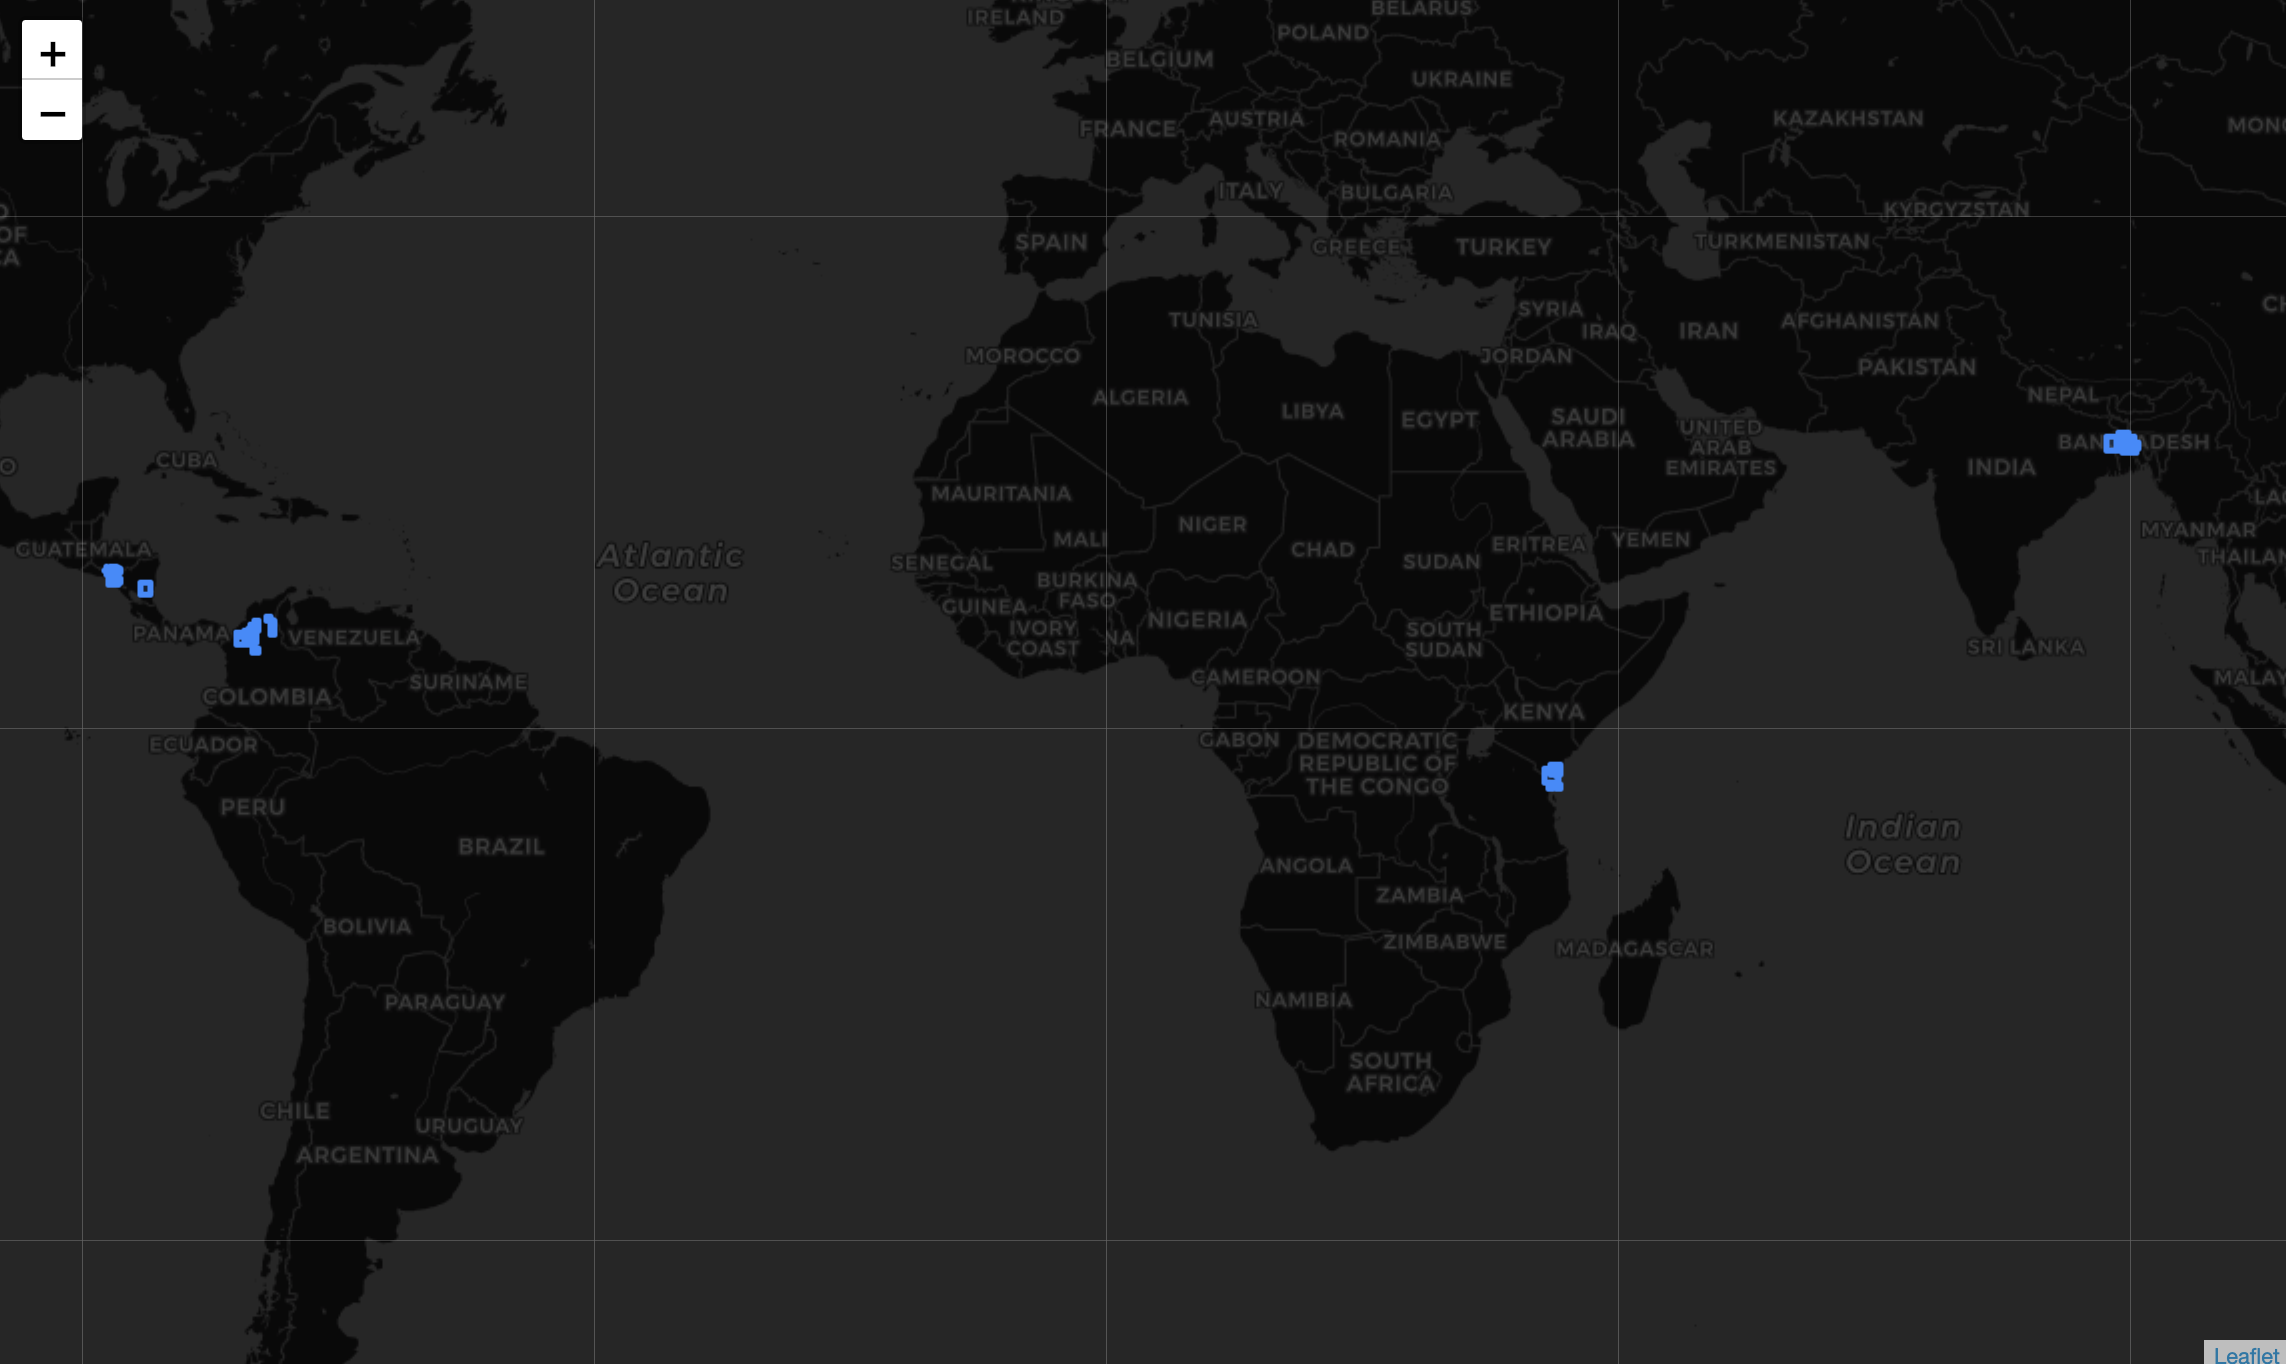 +
−
IRELAND
BELARUS
POLAND
BELGIUM
UKRAINE
FRANCE
AUSTRIA
ROMANIA
KAZAKHSTAN
ITALY
BULGARIA
KYRGYZSTAN
OF
SPAIN
GREECE
TURKEY
TURKMENISTAN
SYRIA
TUNISIA
IRAQ
IRAN
AFGHANISTAN
MOROCCO
JORDAN
PAKISTAN
ALGERIA
LIBYA
EGYPT
SAUDI
ARABIA
NEPAL
UNITED
ARAB
EMIRATES
BAN ADESH
CUBA
INDIA
MAURITANIA
NIGER
MALI
CHAD
ERITREA
YEMEN
MYANMAR
GUATEMALA
Atlantic
Ocean
SENEGAL
SUDAN
THAILAN
BURKINA
FASO
GUINEA
NIGERIA
ETHIOPIA
IVORY
COAST
NA
SOUTH
SUDAN
PANAMA
VENEZUELA
SRI LANKA
SURINAME
COLOMBIA
CAMEROON
MALAY
KENYA
ECUADOR
GABON
DEMOCRATIC
REPUBLIC OF
THE CONGO
PERU
BRAZIL
Indian
Ocean
ANGOLA
ZAMBIA
BOLIVIA
ZIMBABWE
MADAGASCAR
PARAGUAY
NAMIBIA
SOUTH
AFRICA
CHILE
URUGUAY
ARGENTINA
Leaflet